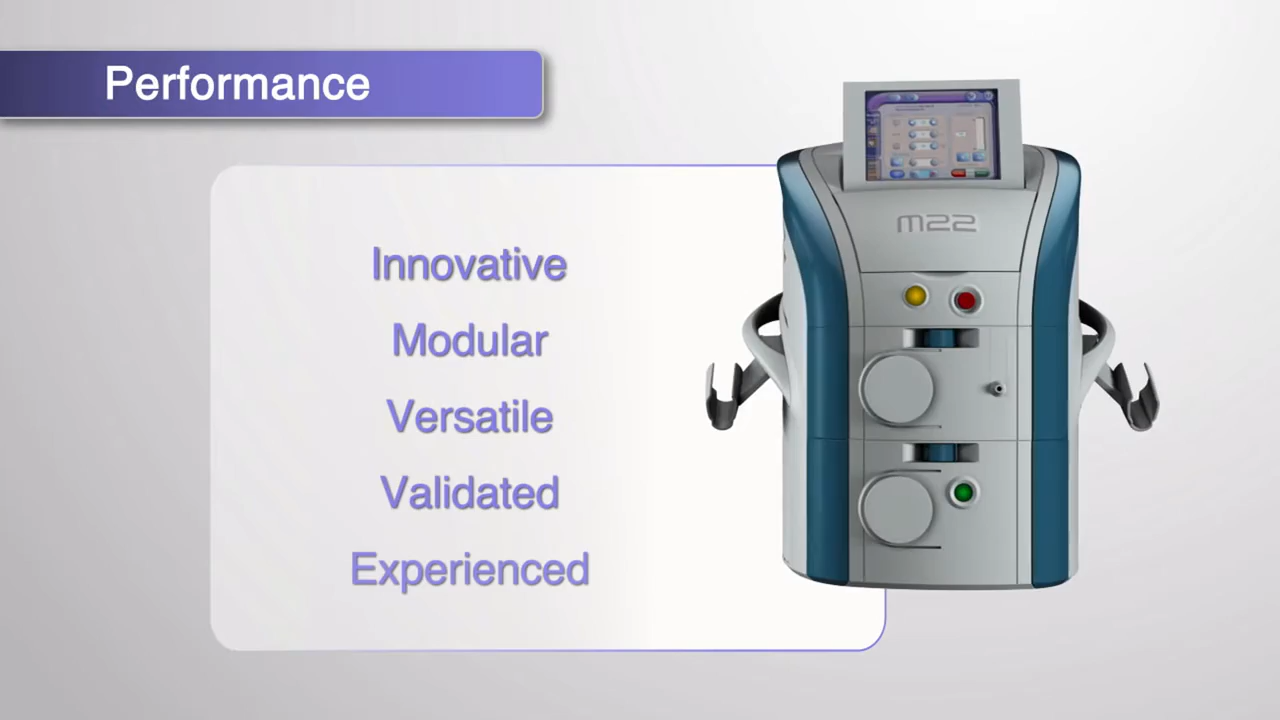 Performance
m22
Innovative
Modular
Versatile
Validated
Experienced